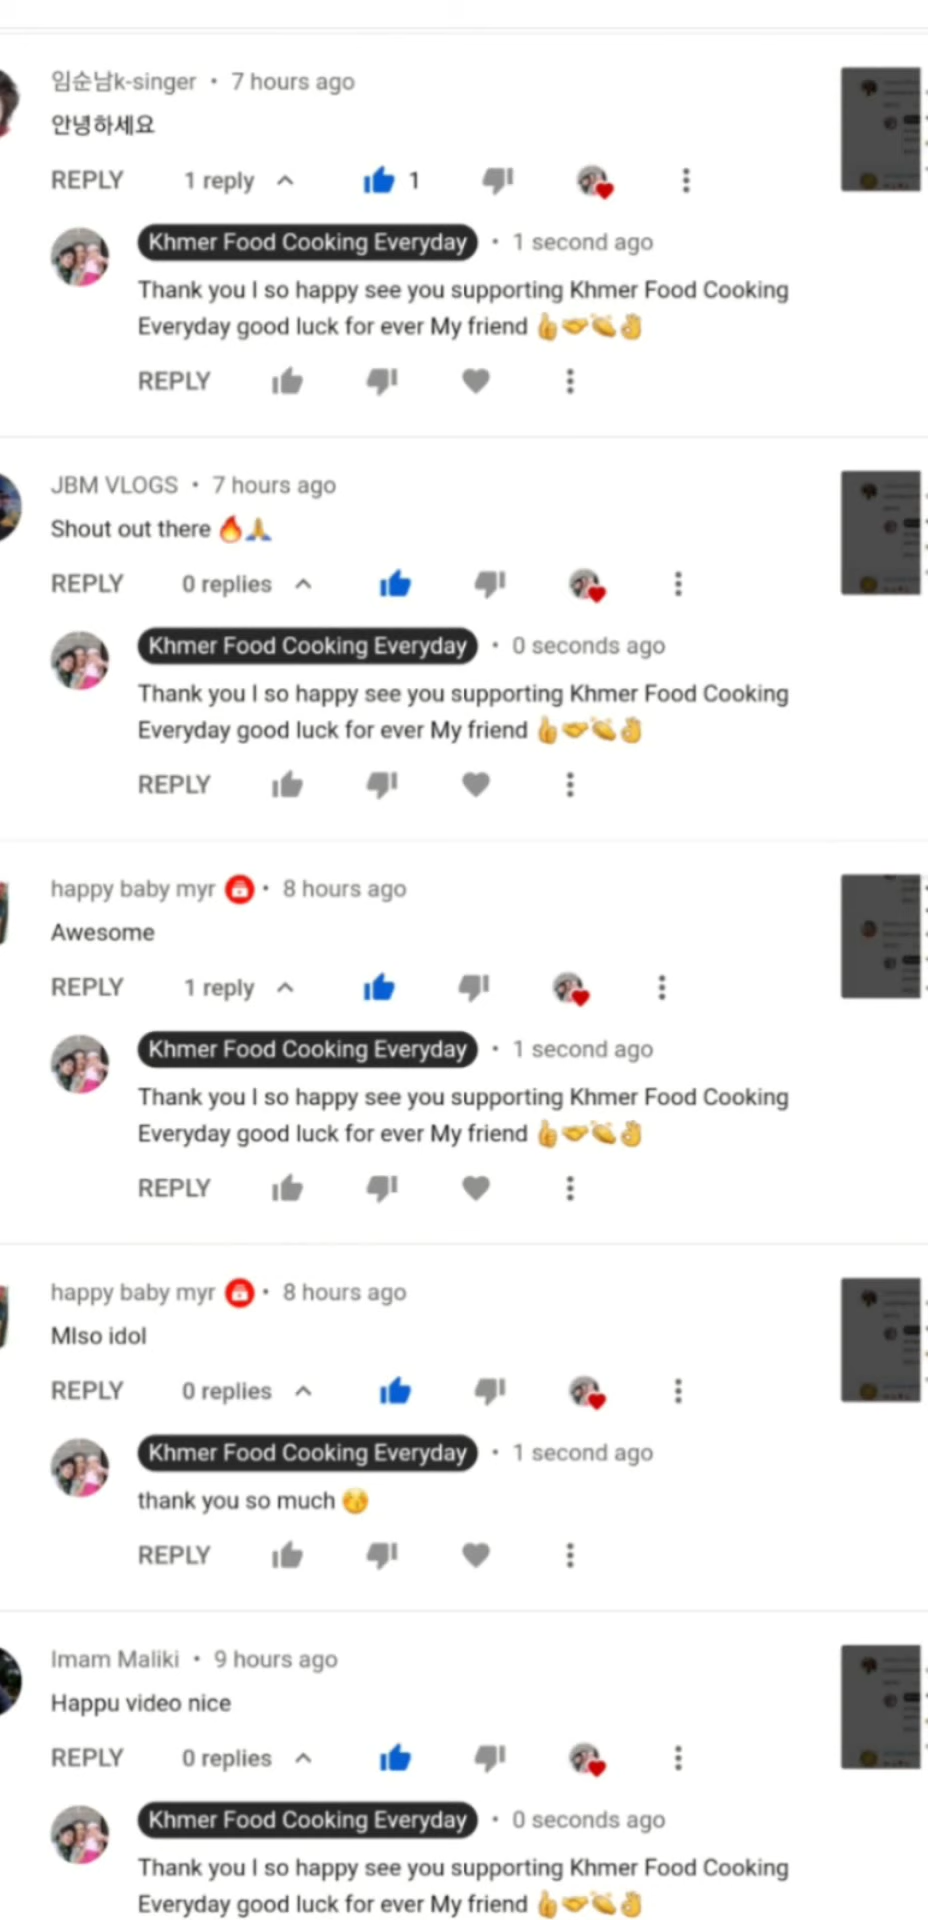 임순남k-singer • 7 hours ago
안녕하세요
REPLY 1 reply 1
Khmer Food Cooking Everyday • 1 second ago
Thank you I so happy see you supporting Khmer Food Cooking
Everyday good luck for ever My friend 👍🤝👏👌
REPLY
JBM VLOGS • 7 hours ago
Shout out there 🔥🙏
REPLY 0 replies
Khmer Food Cooking Everyday • 0 seconds ago
Thank you I so happy see you supporting Khmer Food Cooking
Everyday good luck for ever My friend 👍🤝👏👌
REPLY
happy baby myr • 8 hours ago
Awesome
REPLY 1 reply
Khmer Food Cooking Everyday • 1 second ago
Thank you I so happy see you supporting Khmer Food Cooking
Everyday good luck for ever My friend 👍🤝👏👌
REPLY
happy baby myr • 8 hours ago
MIso idol
REPLY 0 replies
Khmer Food Cooking Everyday • 1 second ago
thank you so much 😚
REPLY
Imam Maliki • 9 hours ago
Happu video nice
REPLY 0 replies
Khmer Food Cooking Everyday • 0 seconds ago
Thank you I so happy see you supporting Khmer Food Cooking
Everyday good luck for ever My friend 👍🤝👏👌